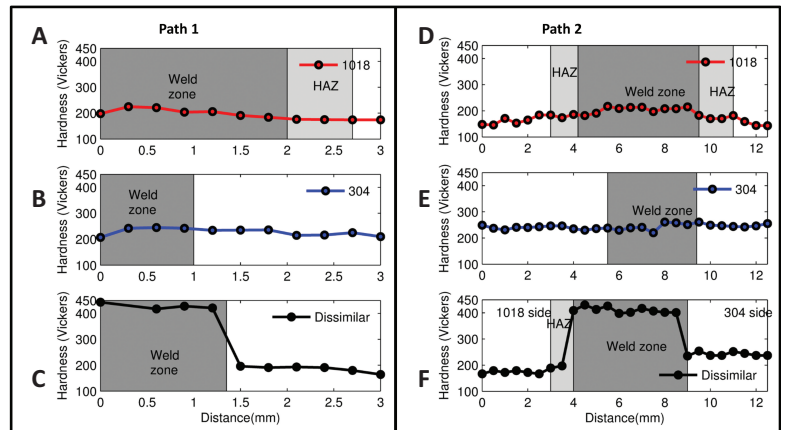 Path 1
A
Hardness (Vickers)
450
400
300
200
100
Weld
zone
1018
HAZ
0
0.5
1
1.5
2
2.5
3
B
Hardness (Vickers)
450
400
300
200
100
Weld
zone
304
0
0.5
1
1.5
2
2.5
3
C
Hardness (Vickers)
450
400
300
200
100
Dissimilar
Weld
zone
0
0.5
1
1.5
2
2.5
3
Distance(mm)
Path 2
D
Hardness (Vickers)
450
400
300
200
100
HAZ
Weld zone
1018
HAZ
0
2
4
6
8
10
12
E
Hardness (Vickers)
450
400
300
200
100
304
Weld zone
0
2
4
6
8
10
12
F
Hardness (Vickers)
450
400
300
200
100
1018 side
304 side
HAZ
Weld zone
Dissimilar
0
2
4
6
8
10
12
Distance(mm)